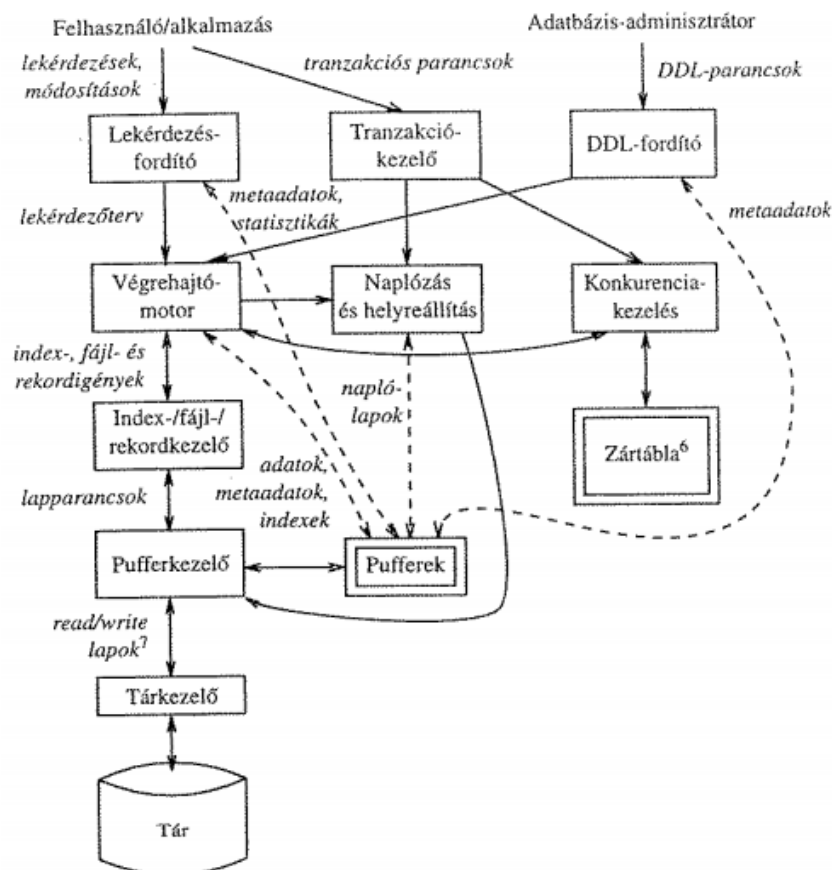 Felhasználó/alkalmazás
Adatbázis-adminisztrátor
lekérdezések,
módosítások
tranzakciós parancsok
DDL-parancsok
Lekérdezés-
fordító
Tranzakció-
kezelő
DDL-fordító
lekérdezőterv
metaadatok,
statisztikák
metaadatok
Végrehajtó-
motor
Naplózás
és helyreállítás
Konkurencia-
kezelés
index-, fájl- és
rekordigények
napló-
lapok
Index-/fájl-/
rekordkezelő
Zártábla⁶
adatok,
metaadatok,
indexek
lapparancsok
Pufferkezelő
Pufferek
read/write
lapok⁷
Tárkezelő
Tár